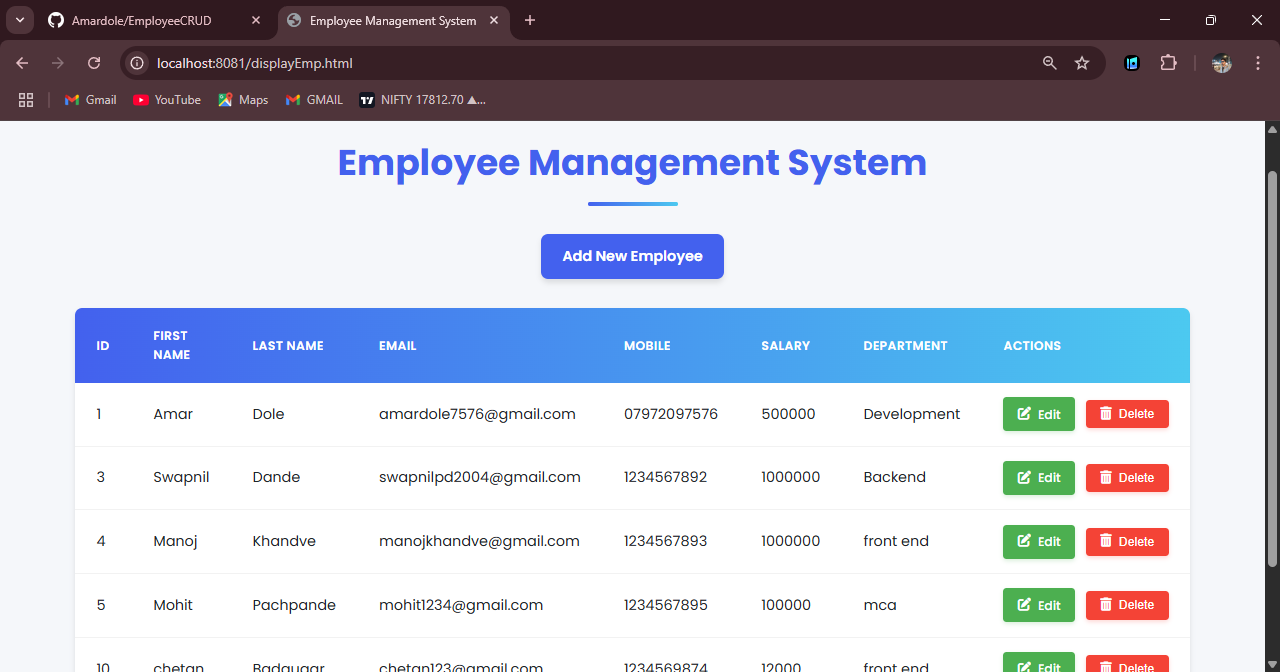 Amardole/EmployeeCRUD
Employee Management System
localhost:8081/displayEmp.html
Gmail YouTube Maps GMAIL NIFTY 17812.70 ▲...
Employee Management System
Add New Employee
ID FIRST NAME LAST NAME EMAIL MOBILE SALARY DEPARTMENT ACTIONS
1 Amar Dole amardole7576@gmail.com 07972097576 500000 Development Edit Delete
3 Swapnil Dande swapnilpd2004@gmail.com 1234567892 1000000 Backend Edit Delete
4 Manoj Khandve manojkhandve@gmail.com 1234567893 1000000 front end Edit Delete
5 Mohit Pachpande mohit1234@gmail.com 1234567895 100000 mca Edit Delete
10 chetan Badgujar chetan123@gmail.com 1234569874 12000 front end Edit Delete